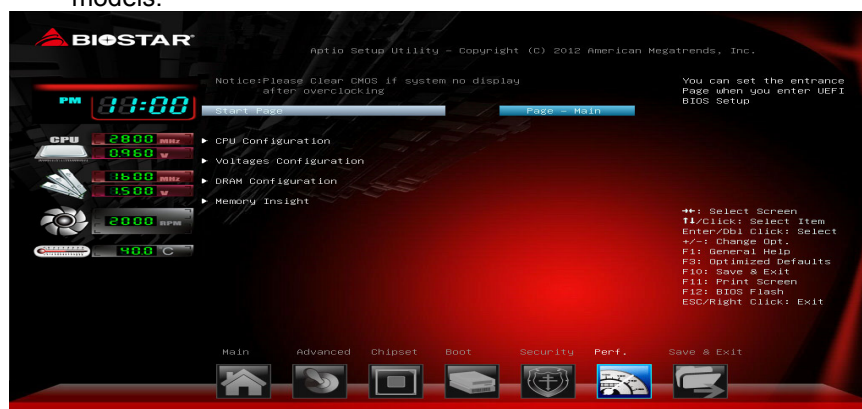 models.
BIOSTAR
Aptio Setup Utility – Copyright (C) 2012 American Megatrends, Inc.
Notice:Please Clear CMOS if system no display
after overclocking
Start Page
Page – Main
You can set the entrance
Page when you enter UEFI
BIOS Setup
PM
CPU 2800 MHz
0.960 V
1600 MHz
1.500 V
2000 RPM
40.0 C
► CPU Configuration
► Voltages Configuration
► DRAM Configuration
► Memory Insight
→←: Select Screen
↑↓/Click: Select Item
Enter/Dbl Click: Select
+/-: Change Opt.
F1: General Help
F3: Optimized Defaults
F10: Save & Exit
F11: Print Screen
F12: BIOS Flash
ESC/Right Click: Exit
Main Advanced Chipset Boot Security Perf. Save & Exit